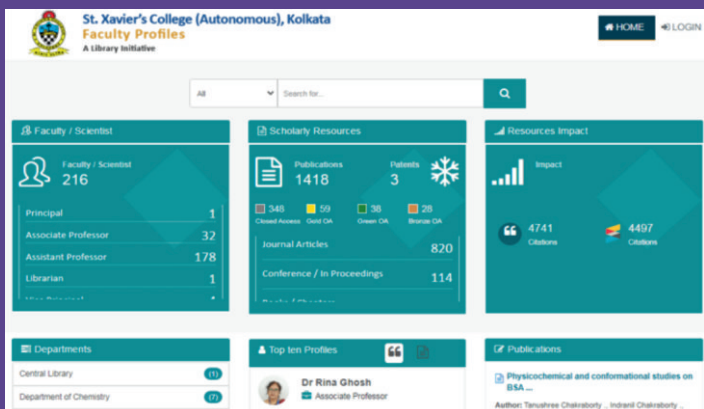 St. Xavier's College (Autonomous), Kolkata
Faculty Profiles
A Library Initiative
HOME
LOGIN
All
Search for...
Faculty / Scientist
Faculty / Scientist
216
Principal 1
Associate Professor 32
Assistant Professor 178
Librarian 1
Scholarly Resources
Publications
1418
Patents
3
348 59 38 28
Closed Access Gold OA Green OA Bronze OA
Journal Articles 820
Conference / In Proceedings 114
Resources Impact
Impact
4741
Citations
4497
Citations
Departments
Central Library (1)
Department of Chemistry (7)
Top ten Profiles
Dr Rina Ghosh
Associate Professor
Publications
Physicochemical and conformational studies on
BSA ...
Author: Tanushree Chakraborty .. Indranil Chakraborty ..